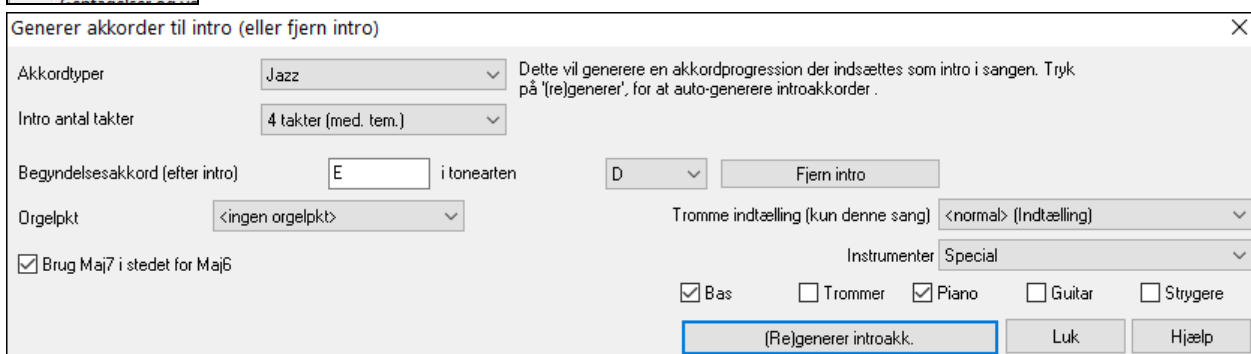 Generer akkorder til intro (eller fjern intro)
Akkordtyper
Jazz
Dette vil generere en akkordprogression der indsættes som intro i sangen. Tryk
på '(re)generer', for at auto-generere introakkorder .
Intro antal takter
4 takter (med. tem.)
Begyndelsesakkord (efter intro)
E
i tonearten
D
Fjern intro
Orgelpkt
<ingen orgelpkt>
Tromme indtælling (kun denne sang)
<normal> (Indtælling)
Brug Maj7 i stedet for Maj6
Instrumenter
Special
Bas
Trommer
Piano
Guitar
Strygere
(Re)generer introakk.
Luk
Hjælp